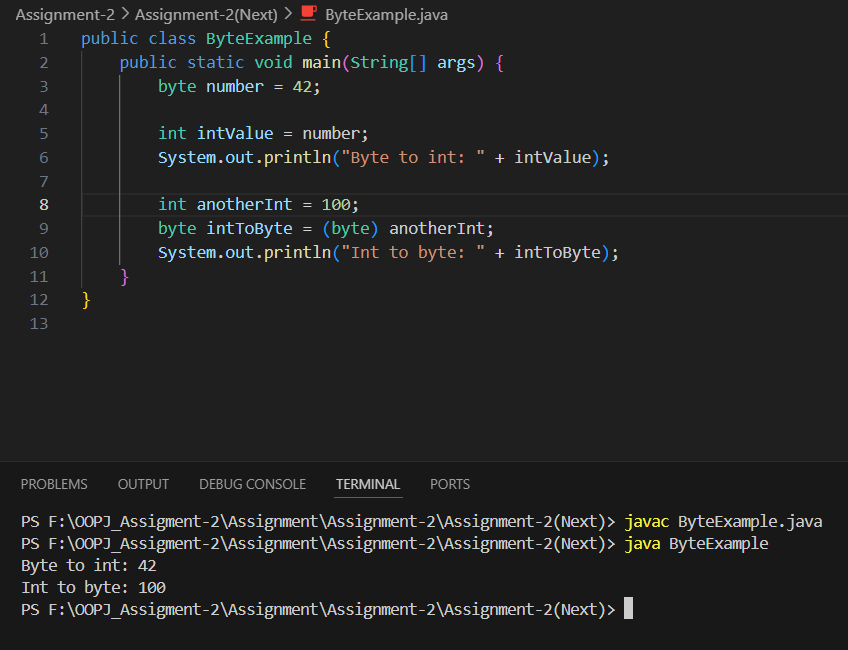 Assignment-2 > Assignment-2(Next) > ByteExample.java
1 public class ByteExample {
2     public static void main(String[] args) {
3         byte number = 42;
4
5         int intValue = number;
6         System.out.println("Byte to int: " + intValue);
7
8         int anotherInt = 100;
9         byte intToByte = (byte) anotherInt;
10         System.out.println("Int to byte: " + intToByte);
11     }
12 }
13
PROBLEMS OUTPUT DEBUG CONSOLE TERMINAL PORTS
PS F:\OOPJ_Assigment-2\Assignment\Assignment-2\Assignment-2(Next)> javac ByteExample.java
PS F:\OOPJ_Assigment-2\Assignment\Assignment-2\Assignment-2(Next)> java ByteExample
Byte to int: 42
Int to byte: 100
PS F:\OOPJ_Assigment-2\Assignment\Assignment-2\Assignment-2(Next)>